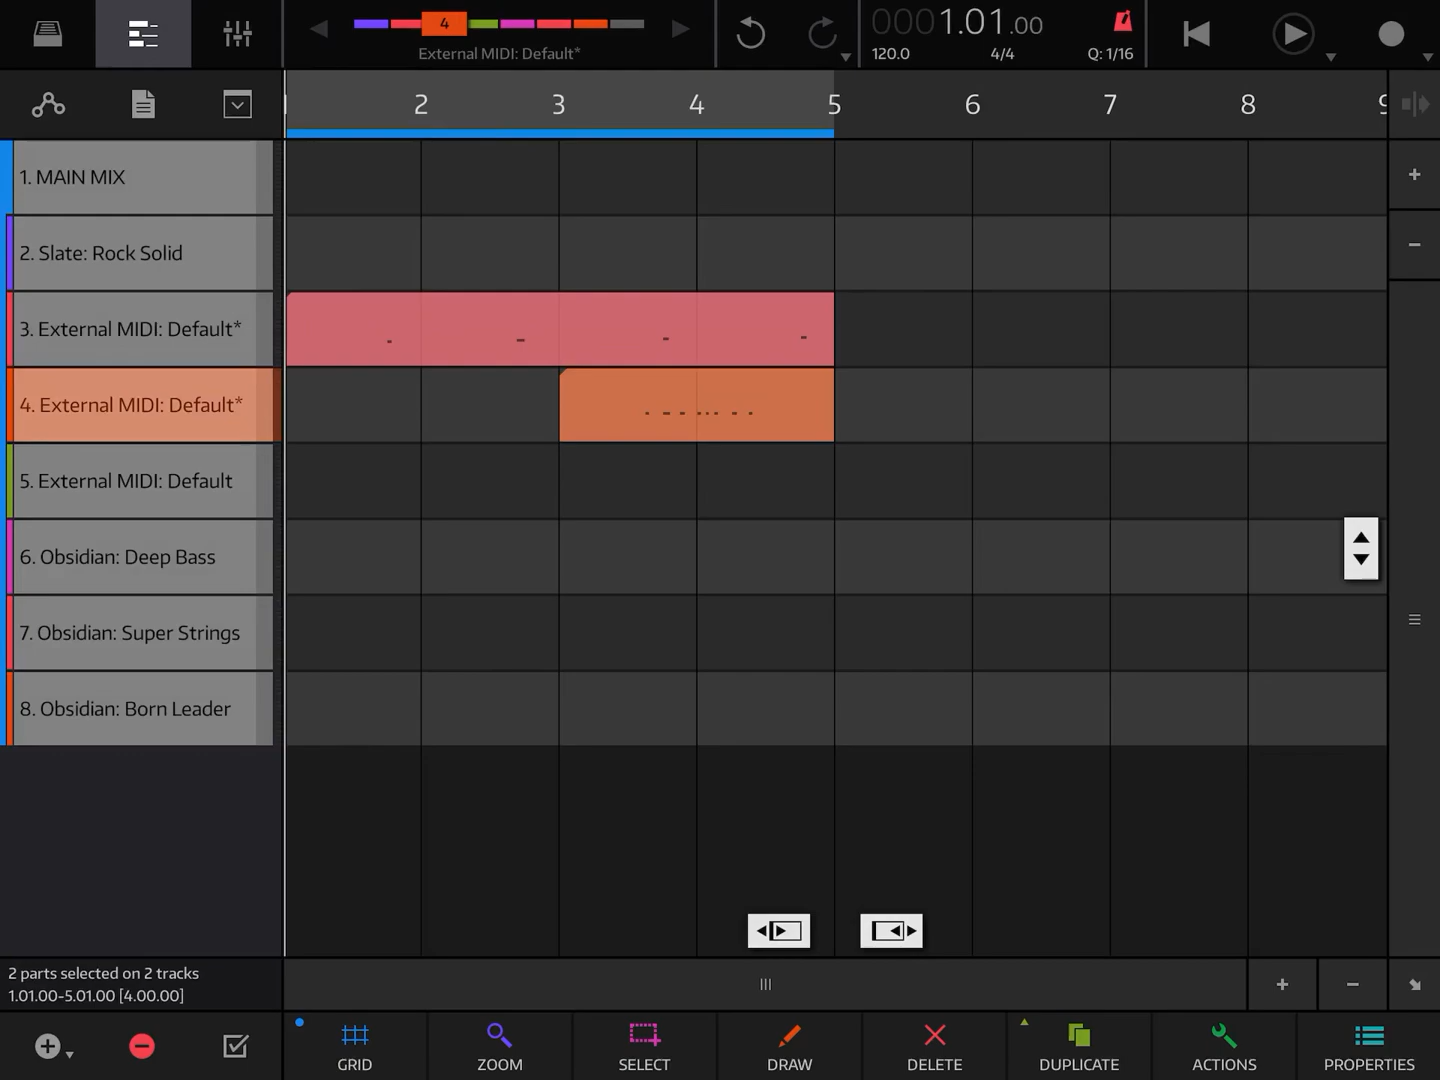 4
External MIDI: Default*
0001.01.00
120.0
4/4
Q: 1/16
2
3
4
5
6
7
8
1. MAIN MIX
2. Slate: Rock Solid
3. External MIDI: Default*
4. External MIDI: Default*
5. External MIDI: Default
6. Obsidian: Deep Bass
7. Obsidian: Super Strings
8. Obsidian: Born Leader
2 parts selected on 2 tracks
1.01.00-5.01.00 [4.00.00]
GRID
ZOOM
SELECT
DRAW
DELETE
DUPLICATE
ACTIONS
PROPERTIES